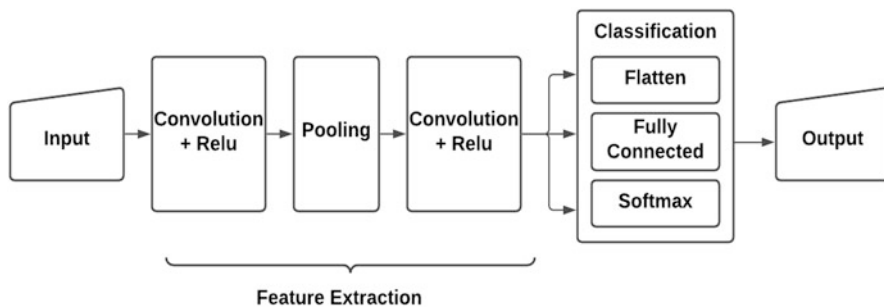 Input
Convolution
+ Relu
Pooling
Convolution
+ Relu
Classification
Flatten
Fully
Connected
Softmax
Output
Feature Extraction